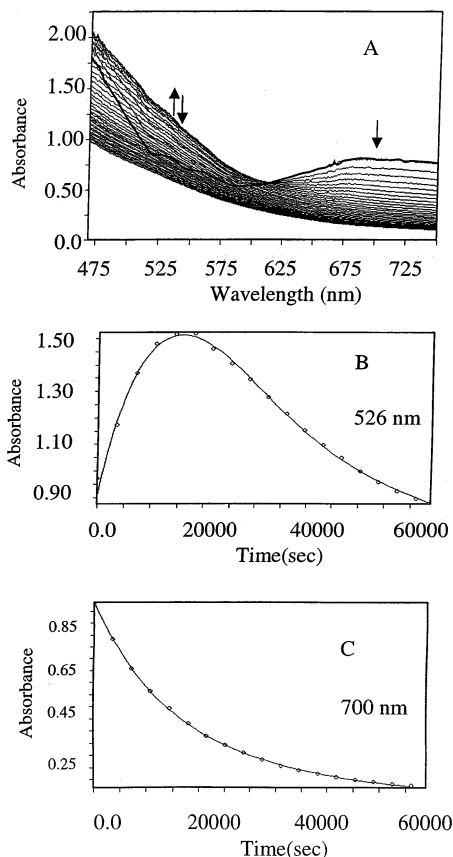 A
2.00
1.50
1.00
0.50
0.0
Absorbance
475 525 575 625 675 725
Wavelength (nm)
B
526 nm
1.50
1.30
1.10
0.90
Absorbance
0.0 20000 40000 60000
Time(sec)
C
700 nm
0.85
0.65
0.45
0.25
Absorbance
0.0 20000 40000 60000
Time(sec)